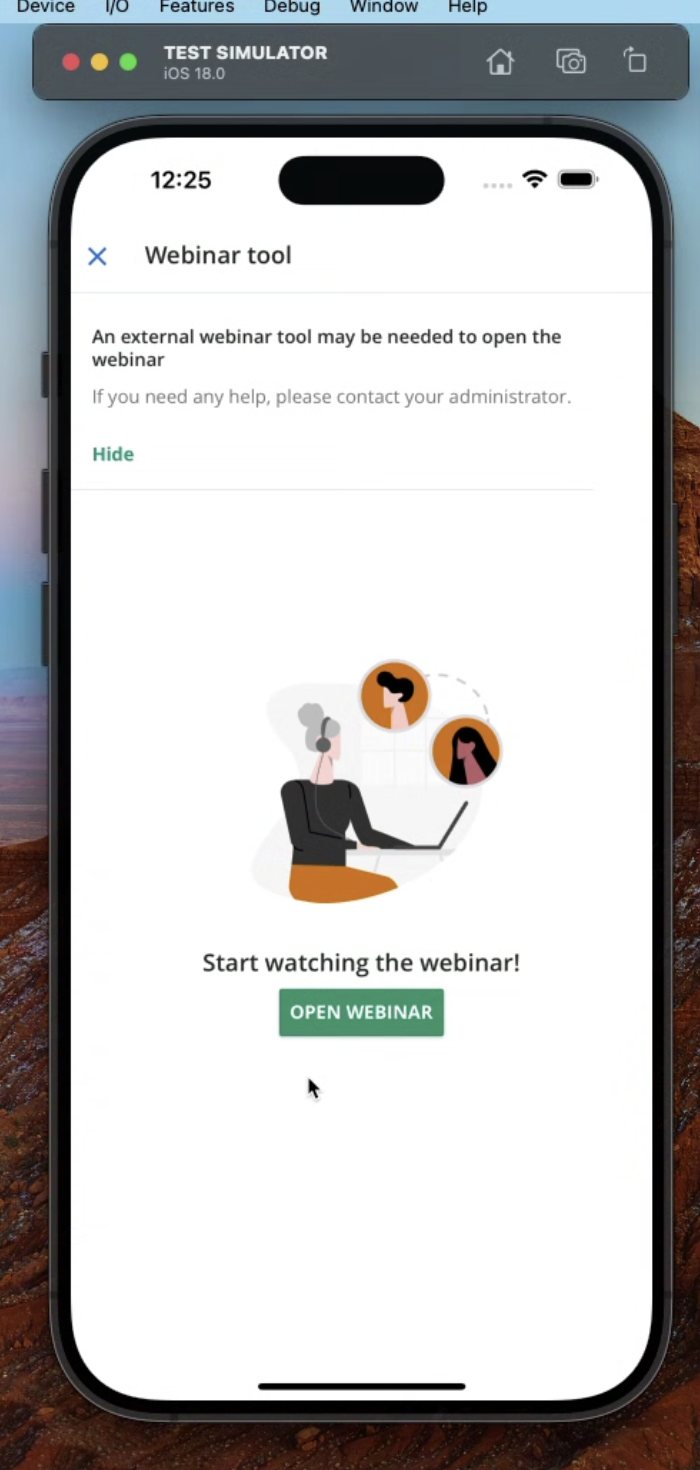 Device I/O Features Debug Window Help
TEST SIMULATOR
iOS 18.0
12:25
Webinar tool
An external webinar tool may be needed to open the
webinar
If you need any help, please contact your administrator.
Hide
Start watching the webinar!
OPEN WEBINAR